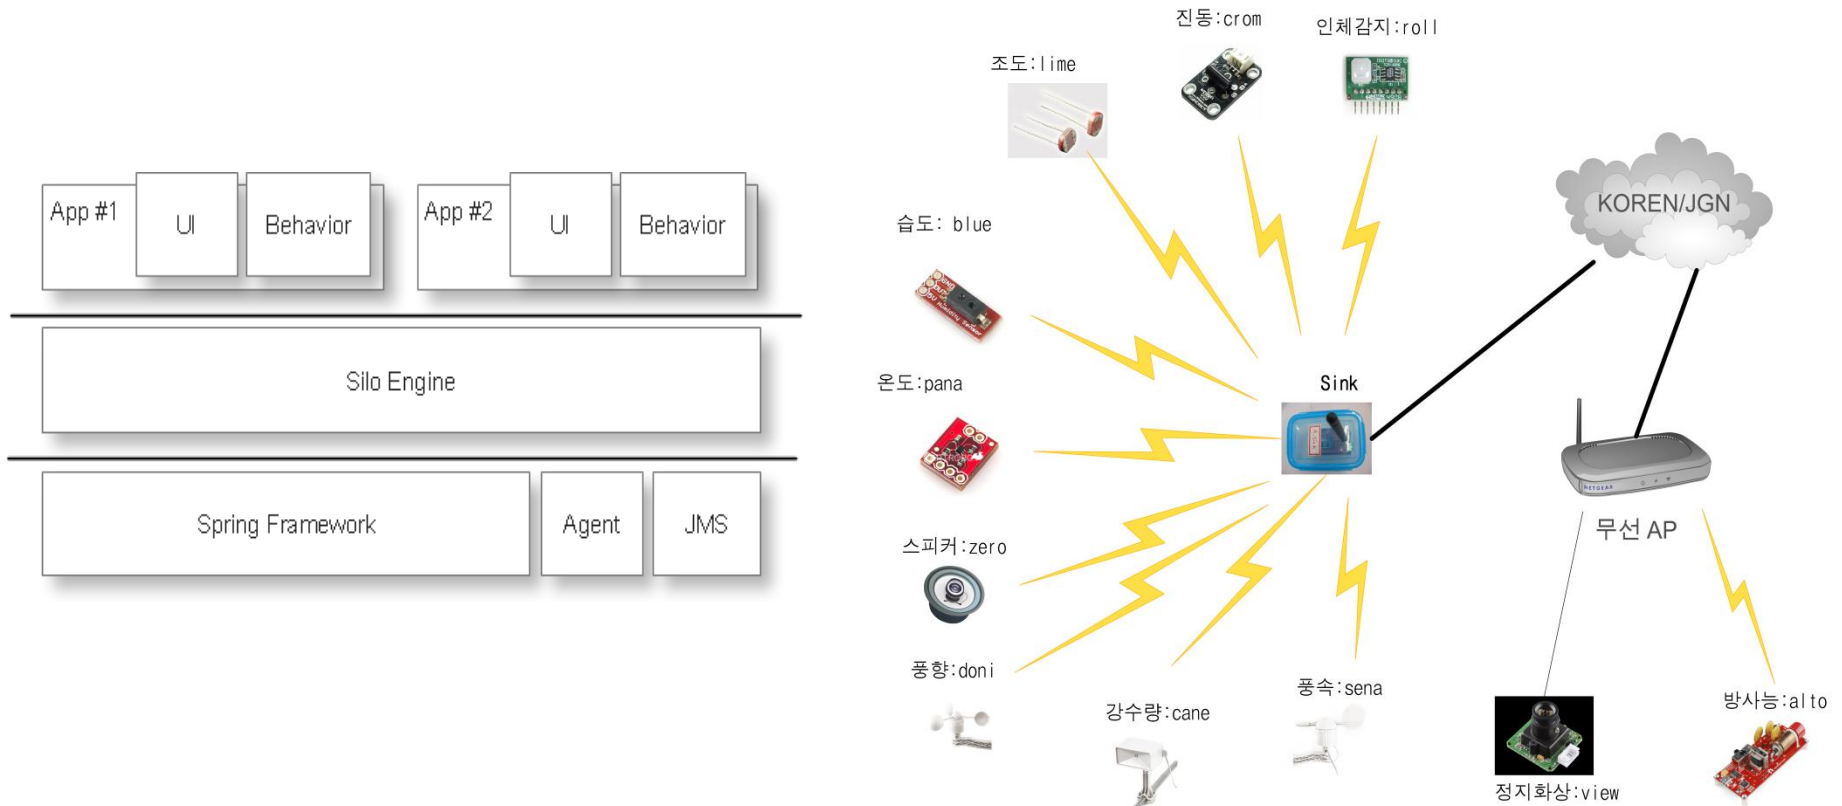 App #1
UI
Behavior
App #2
UI
Behavior
Silo Engine
Spring Framework
Agent
JMS
진동:crom
인체감지:roll
조도:lime
습도: blue
온도:pana
스피커:zero
풍향:doni
강수량:cane
풍속:sena
Sink
KOREN/JGN
NETGEAR
무선 AP
정지화상:view
방사능:alto